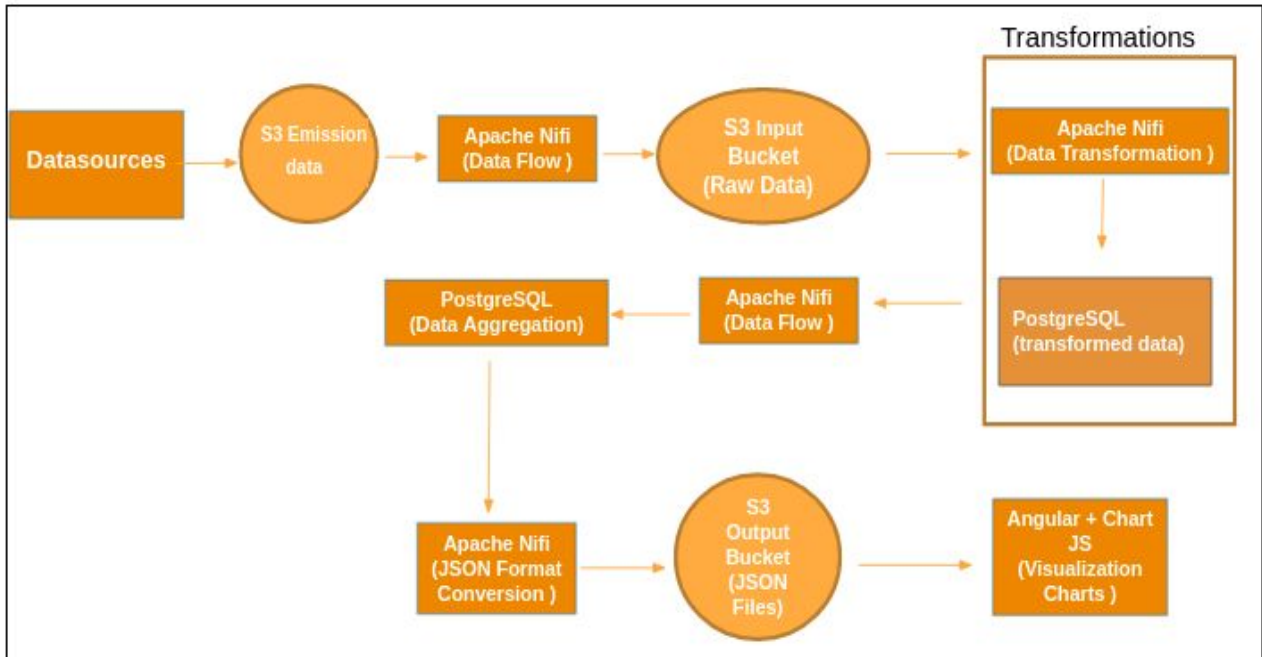 Transformations
Datasources
S3 Emission
data
Apache Nifi
(Data Flow )
S3 Input
Bucket
(Raw Data)
Apache Nifi
(Data Transformation )
PostgreSQL
(transformed data)
Apache Nifi
(Data Flow )
PostgreSQL
(Data Aggregation)
Apache Nifi
(JSON Format
Conversion )
S3
Output
Bucket
(JSON
Files)
Angular + Chart
JS
(Visualization
Charts )